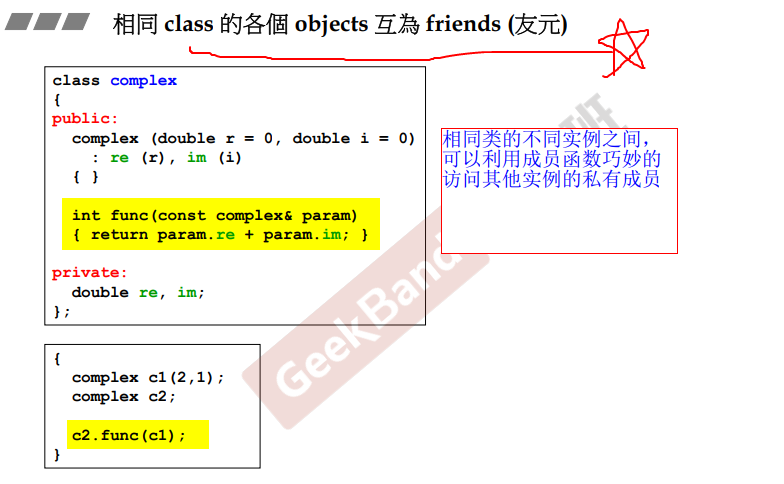 相同 class 的各個 objects 互為 friends (友元)
class complex
{
public:
complex (double r = 0, double i = 0)
: re (r), im (i)
{ }
int func(const complex& param)
{ return param.re + param.im; }
private:
double re, im;
};
相同类的不同实例之间，
可以利用成员函数巧妙的
访问其他实例的私有成员
{
complex c1(2,1);
complex c2;
c2.func(c1);
}
GeekBand
班